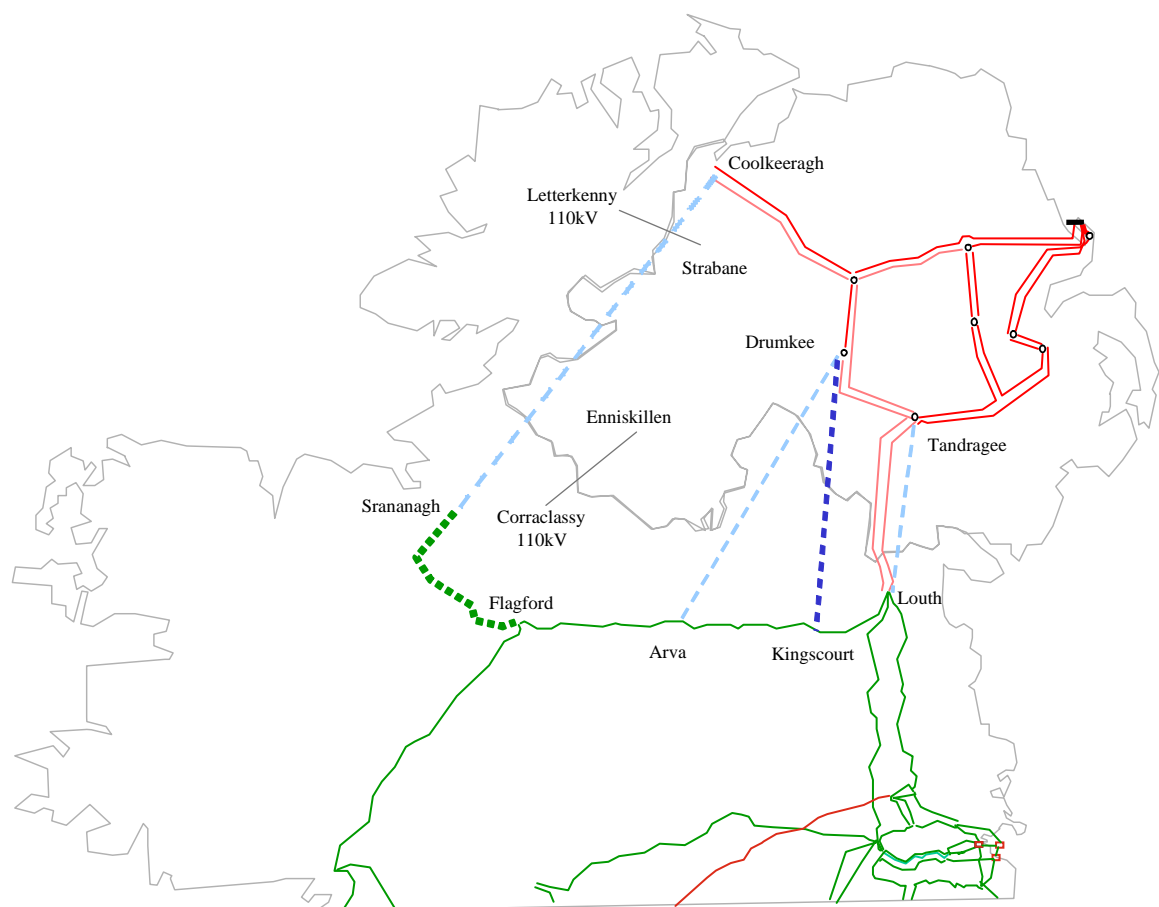 Coolkeeragh
Letterkenny
110kV
Strabane
Drumkee
Enniskillen
Tandragee
Srananagh
Corraclassy
110kV
Flagford
Louth
Arva
Kingscourt